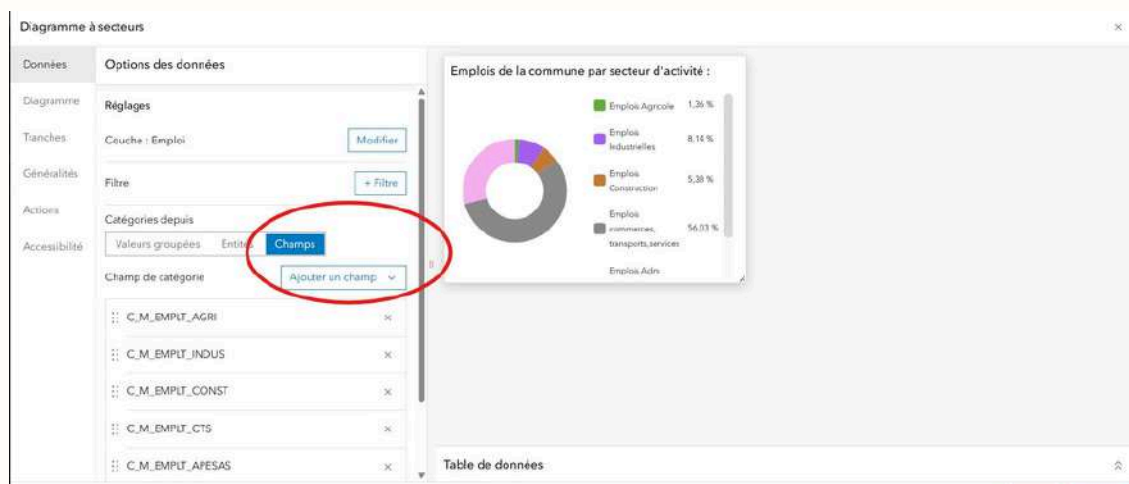 Diagramme à secteurs
Données
Diagramme
Tranches
Généralités
Actions
Accessibilité
Options des données
Réglages
Couche : Emploi
Modifier
Filtre
+ Filtre
Catégories depuis
Valeurs groupées
Entités
Champs
Champ de catégorie
Ajouter un champ
C_M_EMPLT_AGRI
C_M_EMPLT_INDUS
C_M_EMPLT_CONST
C_M_EMPLT_CTS
C_M_EMPLT_APESAS
Emplois de la commune par secteur d'activité :
Emplois Agricole 1,36 %
Emplois
Industrielles 8,14 %
Emplois
Construction 5,38 %
Emplois
commerces, 56,03 %
transports, services
Emplois Adm
Table de données